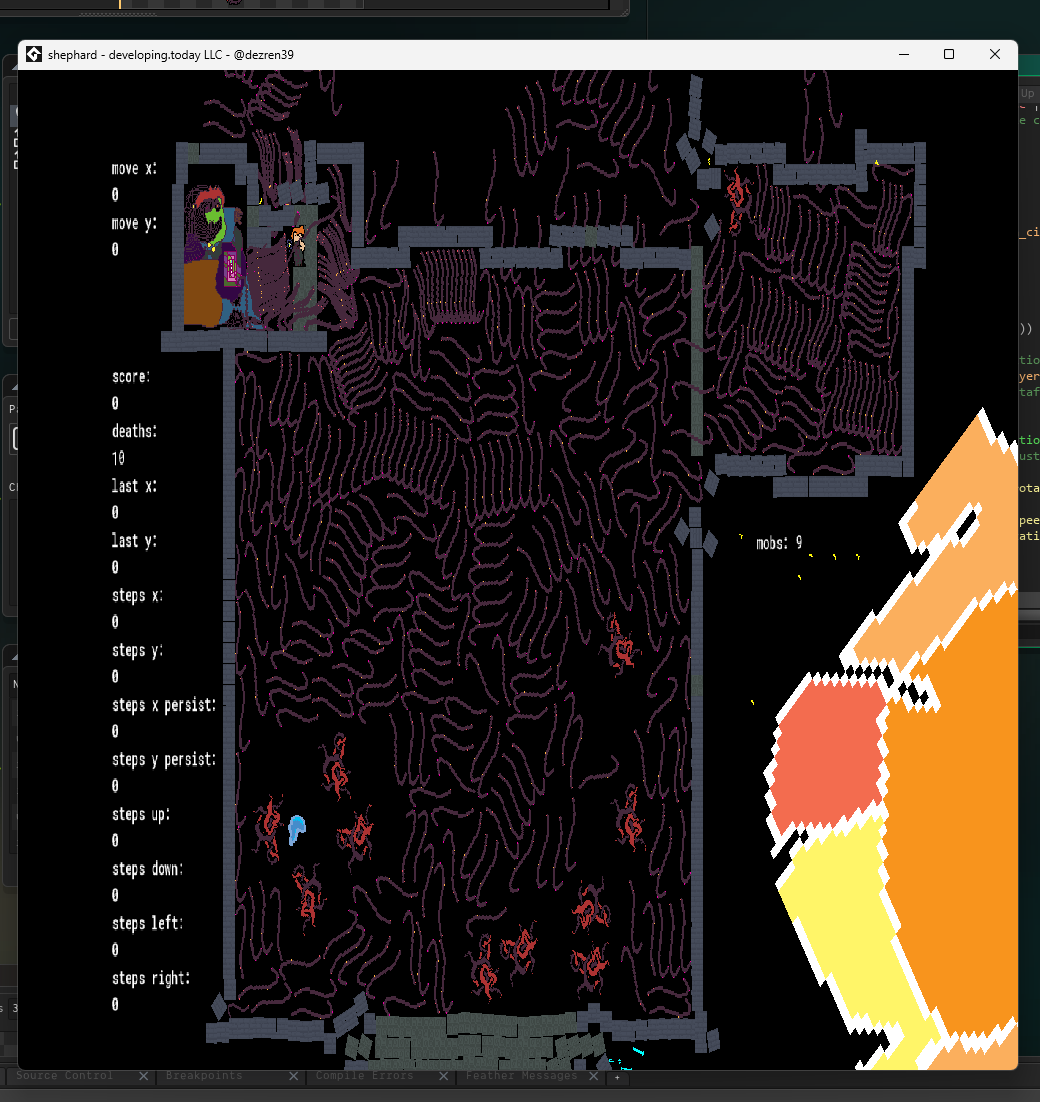 shephard - developing.today LLC - @dezren39
Up
move x:
0
move y:
0
score:
0
deaths:
10
last x:
0
last y:
0
steps x:
0
steps y:
0
steps x persist:
0
steps y persist:
0
steps up:
0
steps down:
0
steps left:
0
steps right:
0
mobs: 9
Source Control
Breakpoints
Compile Errors
Feather Messages